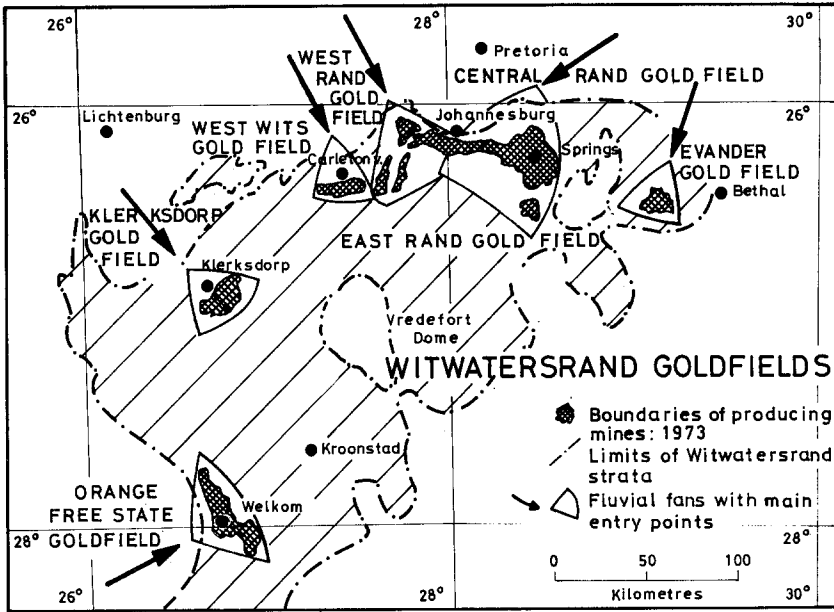 26°
28°
30°
26°
26°
Pretoria
WEST
RAND
GOLD
FIELD
CENTRAL RAND GOLD FIELD
Lichtenburg
Johannesburg
WEST WITS
GOLD FIELD
Carletonv.
Springs
EVANDER
GOLD FIELD
Bethal
KLERKSDORP
GOLD
FIELD
EAST RAND GOLD FIELD
Klerksdorp
Vredefort
Dome
WITWATERSRAND GOLDFIELDS
Boundaries of producing
mines: 1973
Limits of Witwatersrand
strata
Fluvial fans with main
entry points
Kroonstad
ORANGE
FREE STATE
GOLDFIELD
Welkom
28°
28°
0 50 100
Kilometres
26°
28°
30°